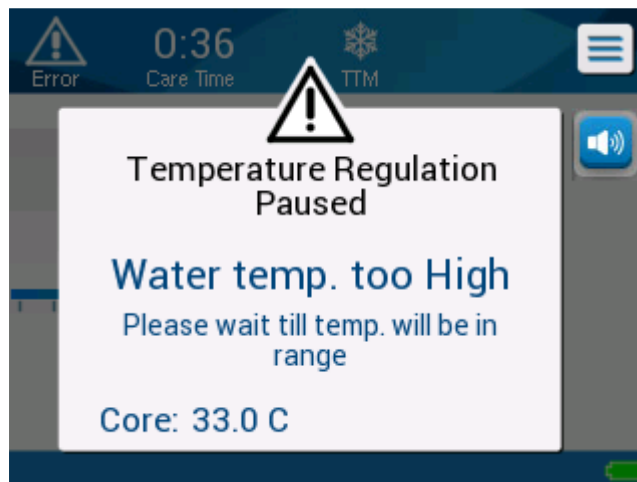 0:36
Error
Care Time
TTM
Temperature Regulation
Paused
Water temp. too High
Please wait till temp. will be in
range
Core: 33.0 C